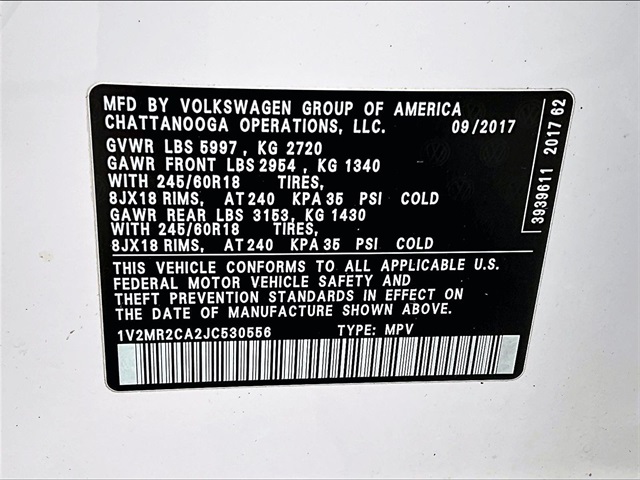 MFD BY VOLKSWAGEN GROUP OF AMERICA
CHATTANOOGA OPERATIONS, LLC. 09/2017
GVWR LBS 5997 , KG 2720
GAWR FRONT LBS 2954 , KG 1340
WITH 245/60R18 TIRES,
8JX18 RIMS, AT 240 KPA 35 PSI COLD
GAWR REAR LBS 3153, KG 1430
WITH 245/60R18 TIRES,
8JX18 RIMS, AT 240 KPA 35 PSI COLD
THIS VEHICLE CONFORMS TO ALL APPLICABLE U.S.
FEDERAL MOTOR VEHICLE SAFETY AND
THEFT PREVENTION STANDARDS IN EFFECT ON
THE DATE OF MANUFACTURE SHOWN ABOVE.
1V2MR2CA2JC530556 TYPE: MPV
3939611 2017 62